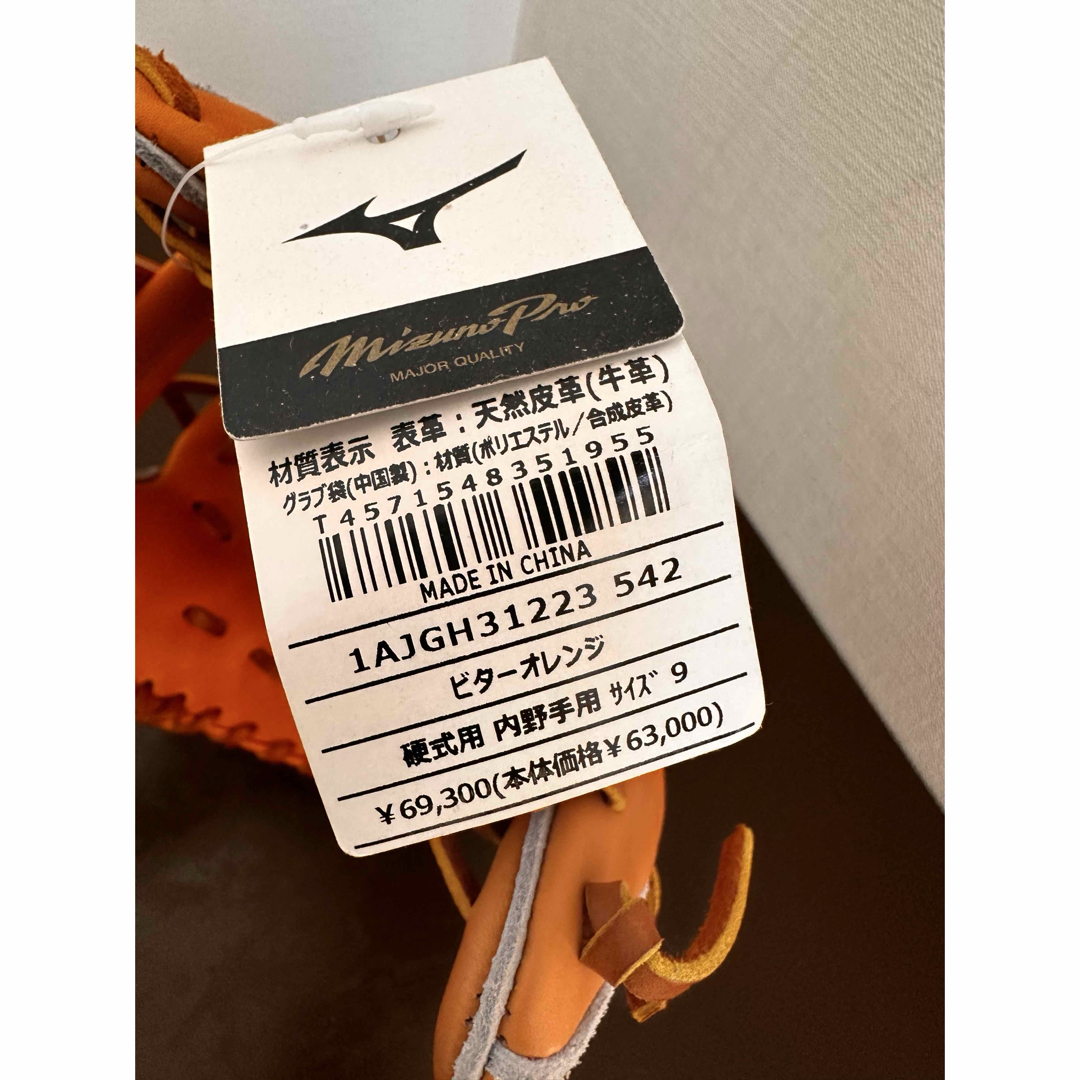 Mizuno Pro
MAJOR QUALITY
材質表示 表革：天然皮革(牛革)
グラブ袋(中国製)：材質(ポリエステル／合成皮革)
T4571548351955
MADE IN CHINA
1AJGH31223 542
ビターオレンジ
硬式用 内野手用 サイズ 9
￥69,300(本体価格￥63,000)